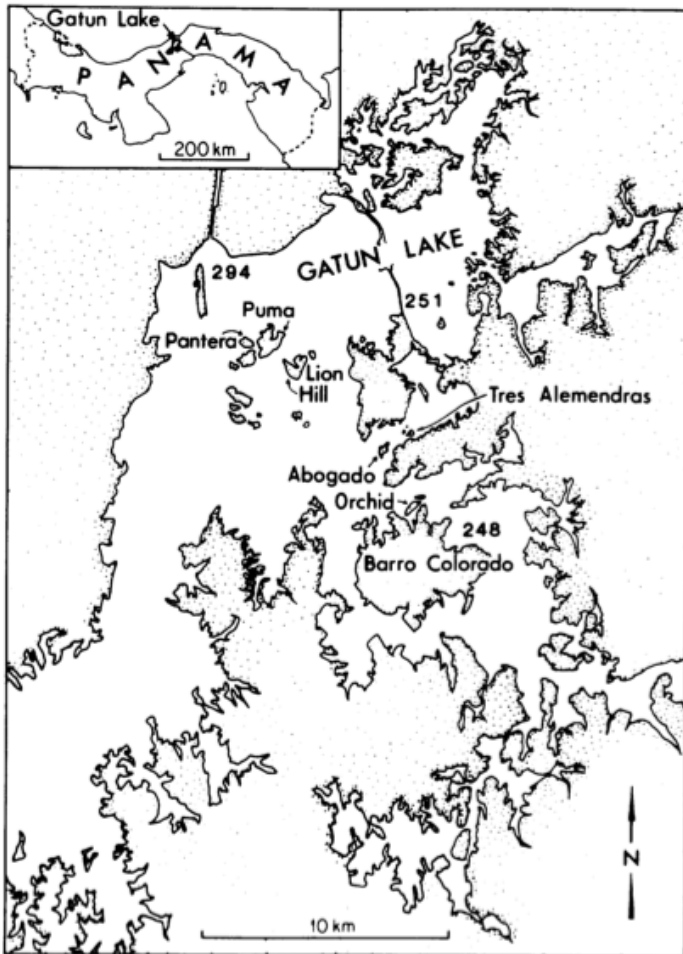 Gatun Lake
PANAMA
200 km
GATUN LAKE
294
251
Puma
Pantera
Lion
Hill
Tres Alemendras
Abogado
Orchid
248
Barro Colorado
N
10 km